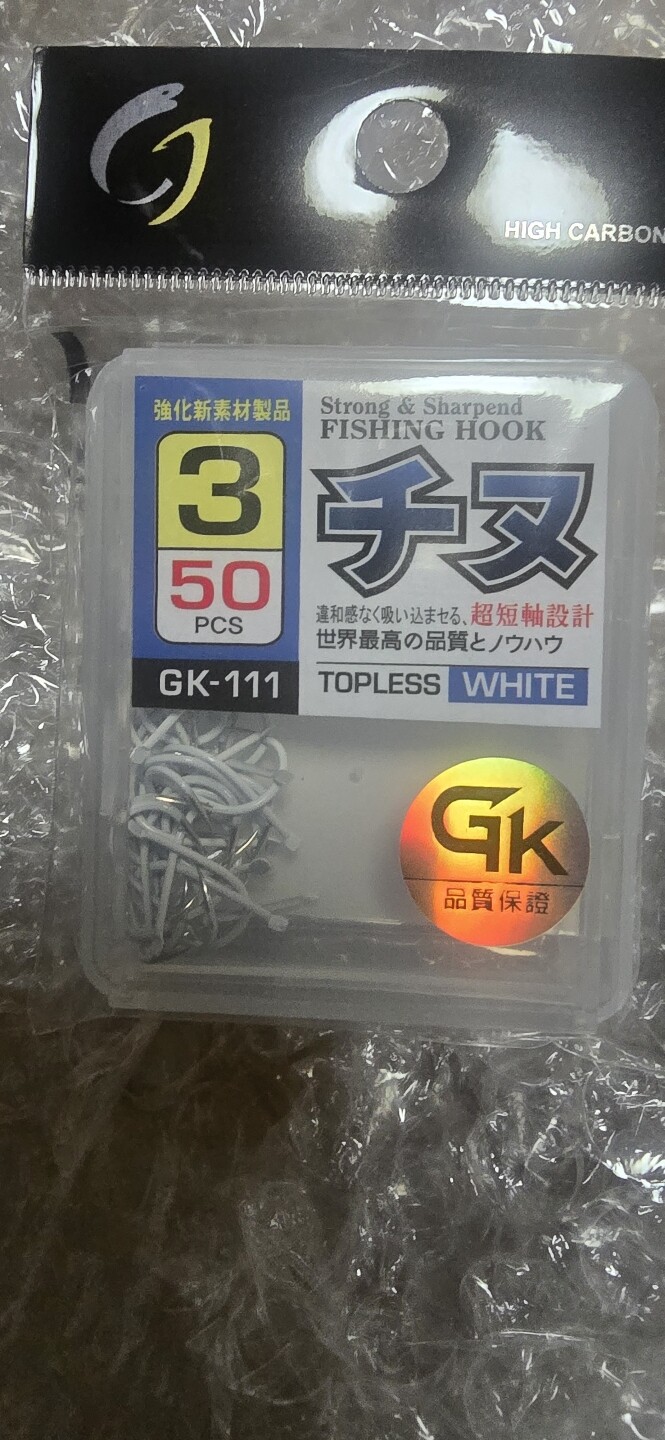 HIGH CARBON
強化新素材製品
3
50
PCS
GK-111
Strong & Sharpend
FISHING HOOK
チヌ
違和感なく吸い込ませる、超短軸設計
世界最高の品質とノウハウ
TOPLESS WHITE
GK
品質保證